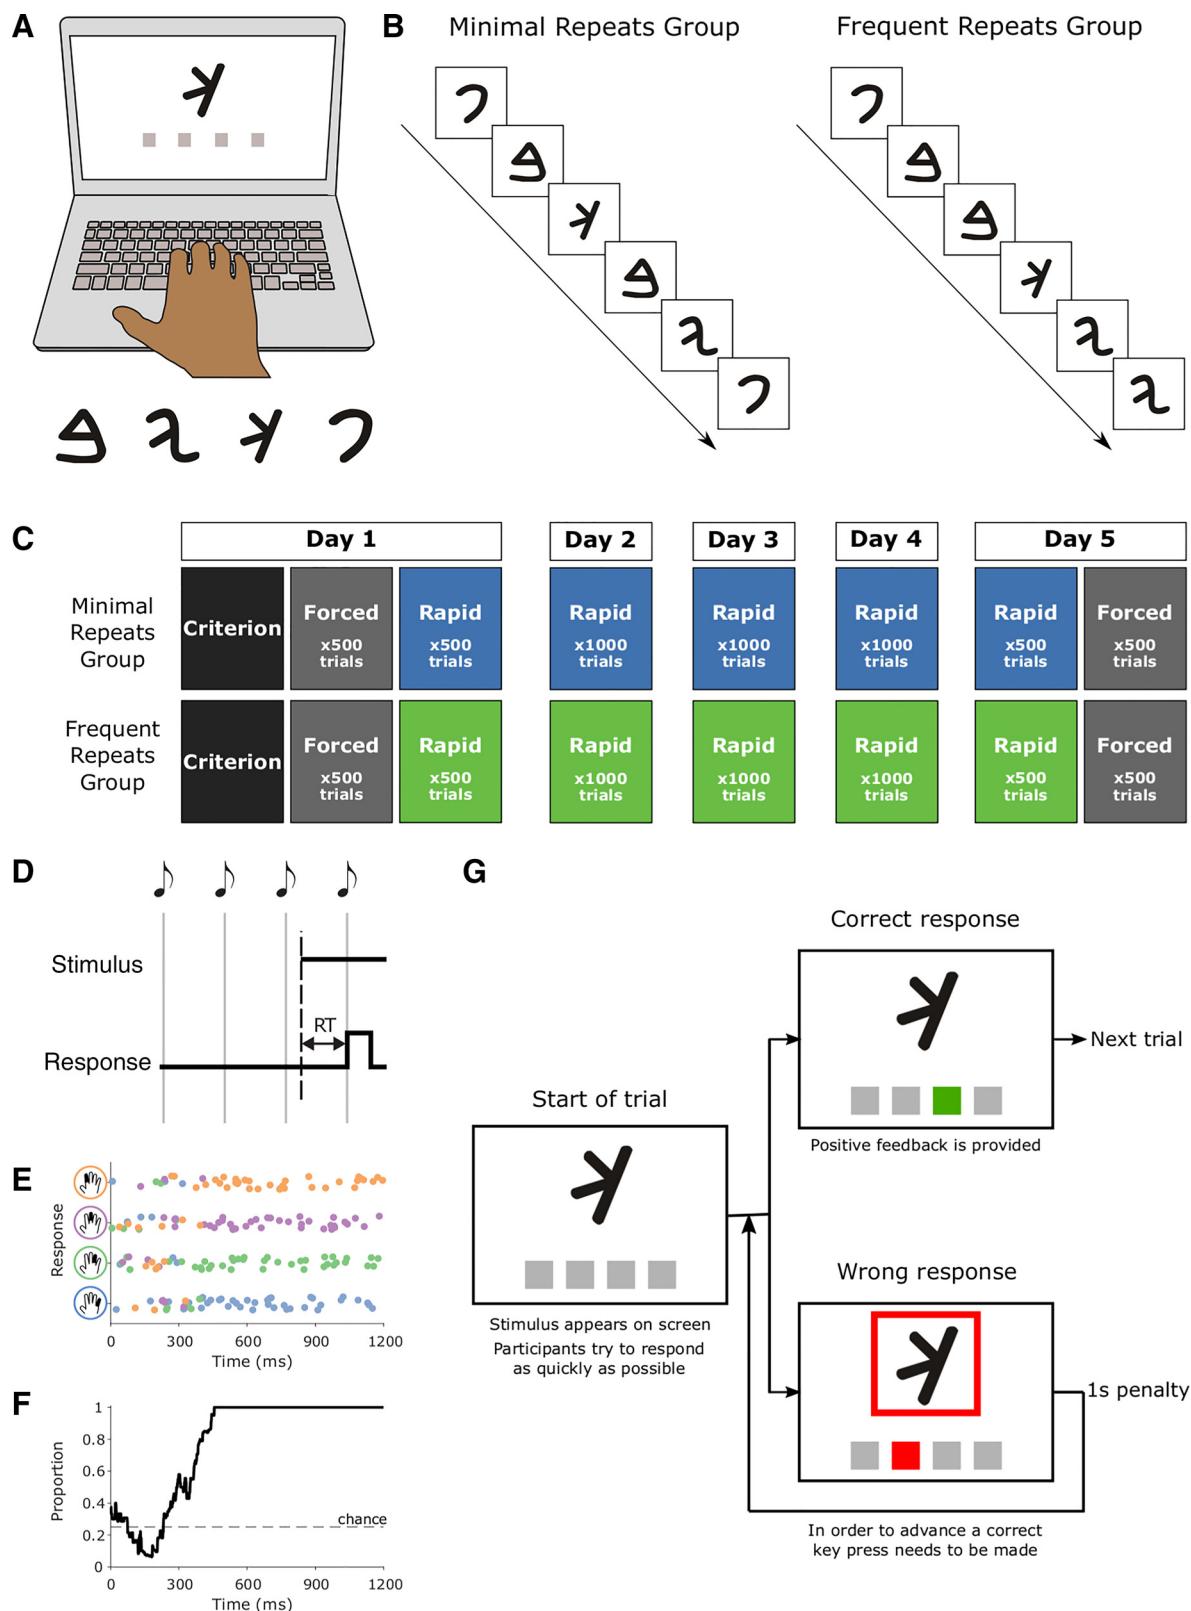 A
B
Minimal Repeats Group
Frequent Repeats Group
C
Day 1
Day 2
Day 3
Day 4
Day 5
Minimal
Repeats
Group
Criterion
Forced
x500
trials
Rapid
x500
trials
Rapid
x1000
trials
Rapid
x1000
trials
Rapid
x1000
trials
Rapid
x500
trials
Forced
x500
trials
Frequent
Repeats
Group
Criterion
Forced
x500
trials
Rapid
x500
trials
Rapid
x1000
trials
Rapid
x1000
trials
Rapid
x1000
trials
Rapid
x500
trials
Forced
x500
trials
D
Stimulus
RT
Response
E
Response
0 300 600 900 1200
Time (ms)
F
Proportion
1
0.8
0.6
0.4
0.2
0
chance
0 300 600 900 1200
Time (ms)
G
Start of trial
Stimulus appears on screen
Participants try to respond
as quickly as possible
Correct response
Next trial
Positive feedback is provided
Wrong response
1s penalty
In order to advance a correct
key press needs to be made